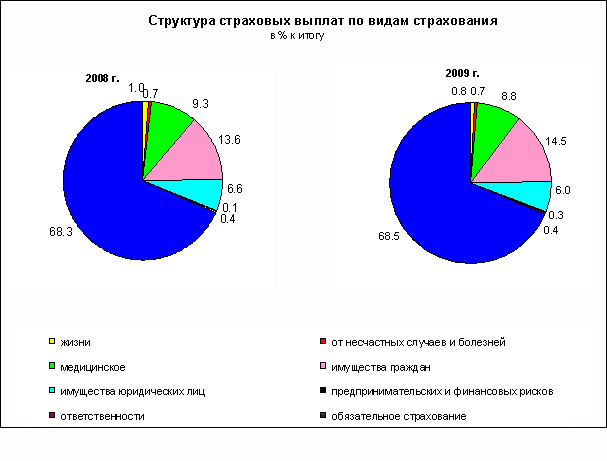 Структура страховых выплат по видам страхования
в % к итогу
2008 г.
1.0
0.7
9.3
13.6
6.6
0.1
0.4
68.3
2009 г.
0.8
0.7
8.8
14.5
6.0
0.3
0.4
68.5
жизни
от несчастных случаев и болезней
медицинское
имущества граждан
имущества юридических лиц
предпринимательских и финансовых рисков
ответственности
обязательное страхование